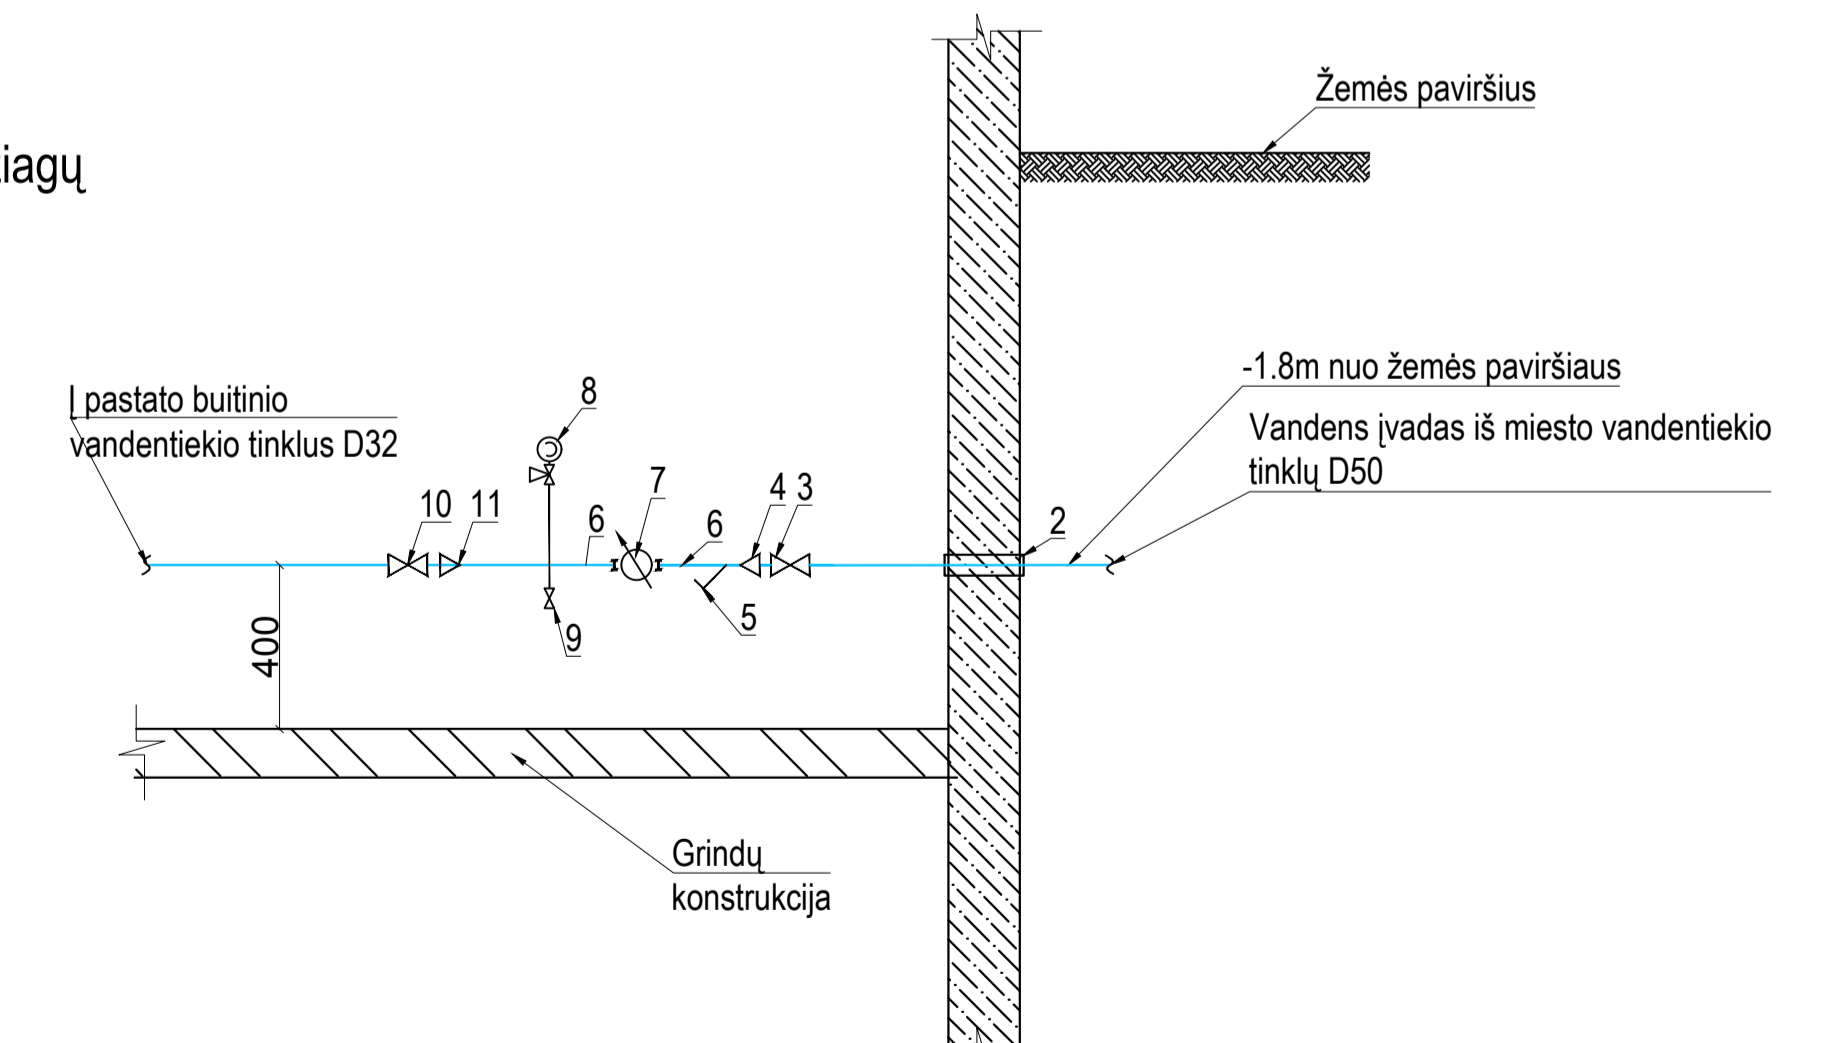 Žemės paviršius
iagų
-1.8m nuo žemės paviršiaus
Į pastato buitinio
vandentiekio tinklus D32
Vandens įvadas iš miesto vandentiekio
tinklų D50
8
7
10
11
6
6
4
3
2
5
9
400
Grindų
konstrukcija